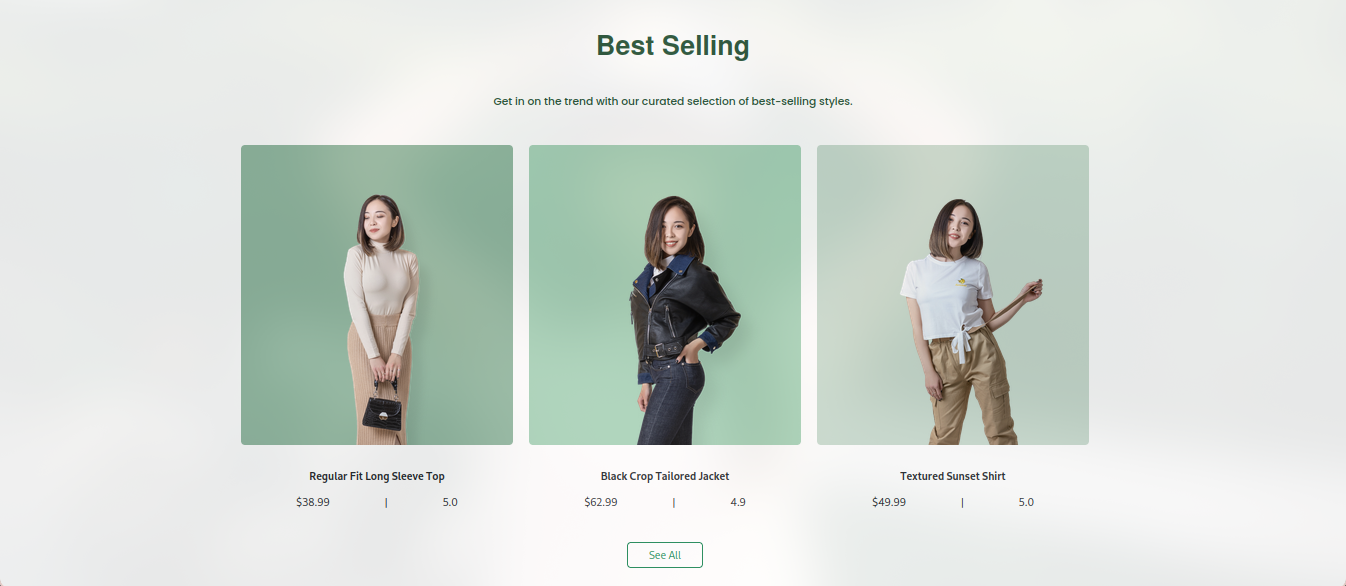 Best Selling
Get in on the trend with our curated selection of best-selling styles.
Regular Fit Long Sleeve Top
$38.99 | 5.0
Black Crop Tailored Jacket
$62.99 | 4.9
Textured Sunset Shirt
$49.99 | 5.0
See All